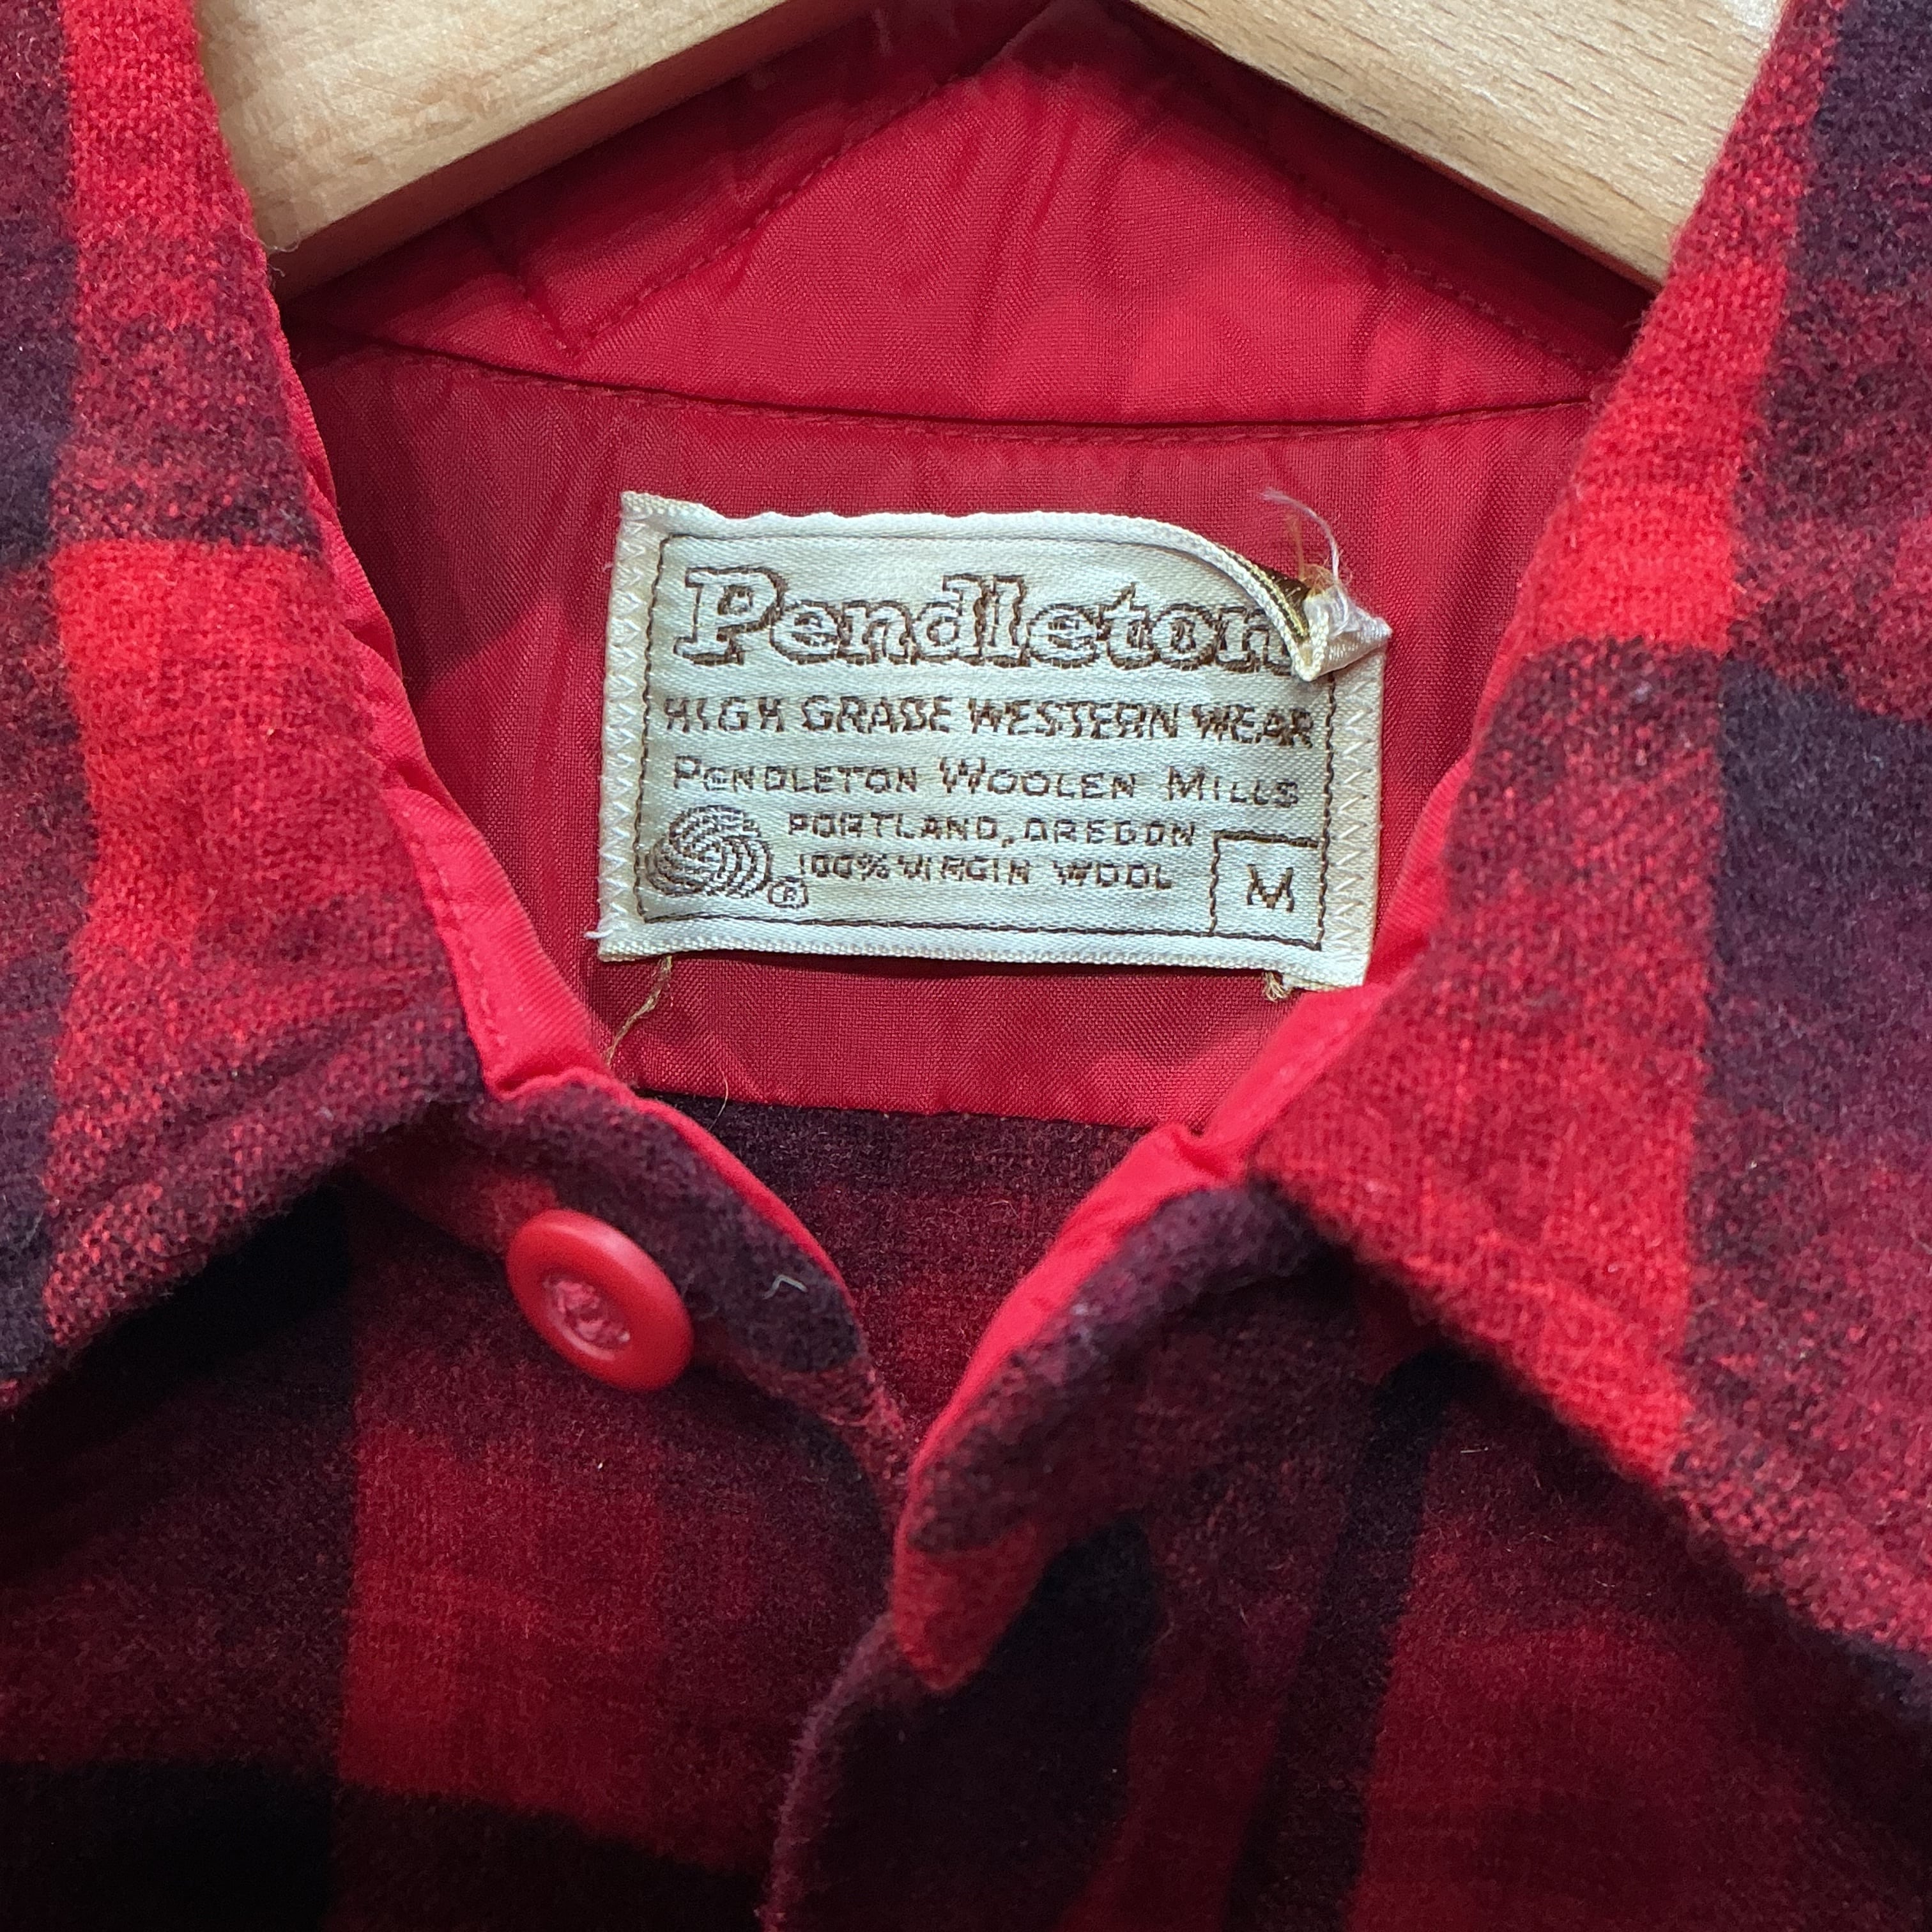 Pendleton
HIGH GRADE WESTERN WEAR
PENDLETON WOOLEN MILLS
PORTLAND, OREGON
® 100% VIRGIN WOOL
M